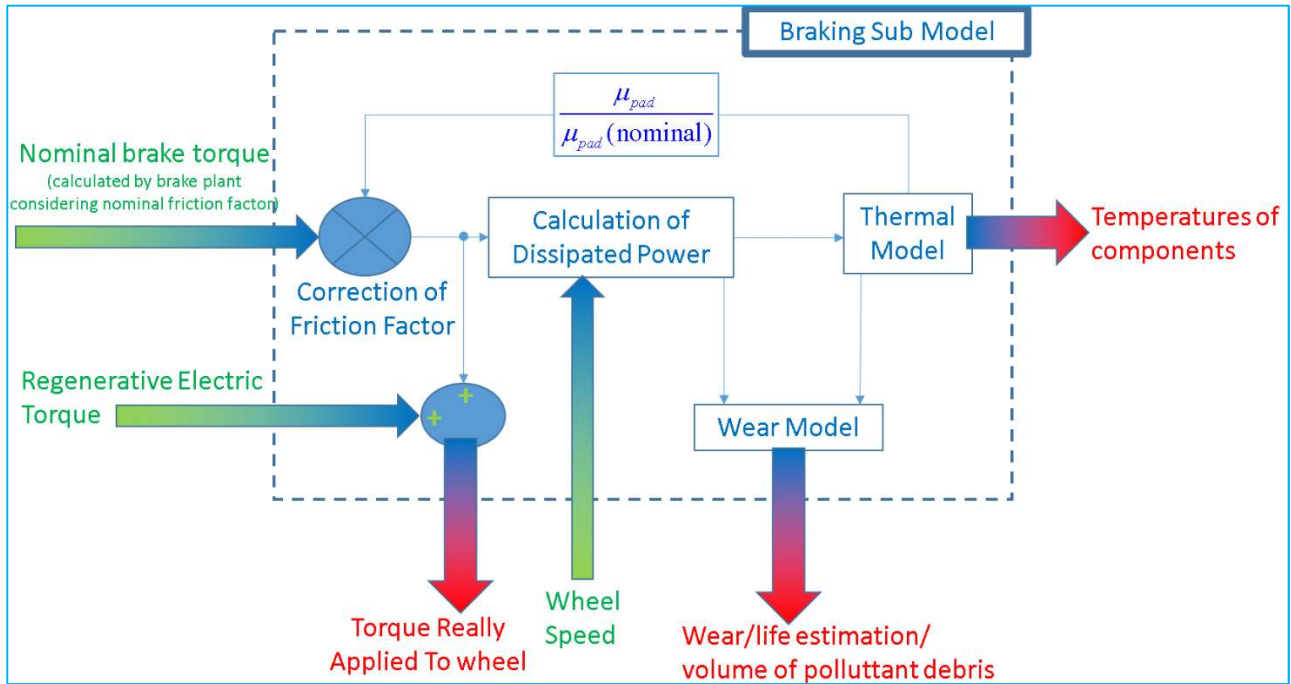 Braking Sub Model
μpad
μpad (nominal)
Nominal brake torque
(calculated by brake plant
considering nominal friction factor)
Calculation of
Dissipated Power
Thermal
Model
Temperatures of
components
Correction of
Friction Factor
Regenerative Electric
Torque
+
+
Wear Model
Wheel
Speed
Torque Really
Applied To wheel
Wear/life estimation/
volume of polluttant debris